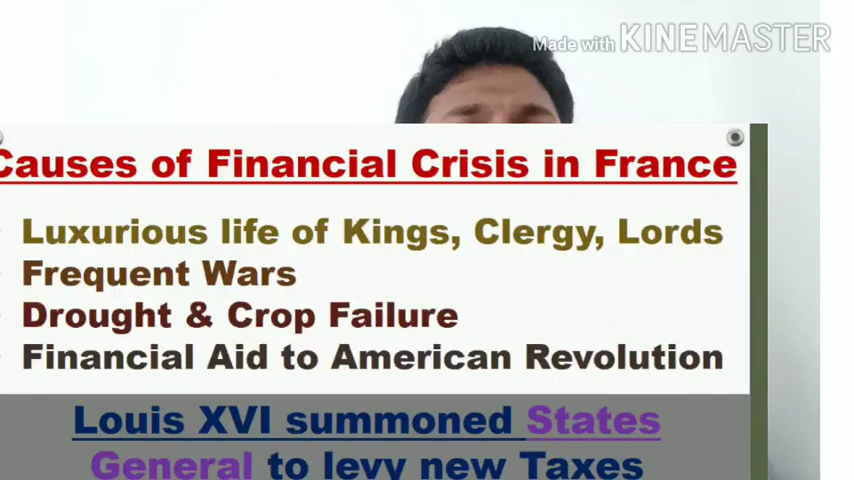 Made with KINEMASTER
Causes of Financial Crisis in France
Luxurious life of Kings, Clergy, Lords
Frequent Wars
Drought & Crop Failure
Financial Aid to American Revolution
Louis XVI summoned States
General to levy new Taxes